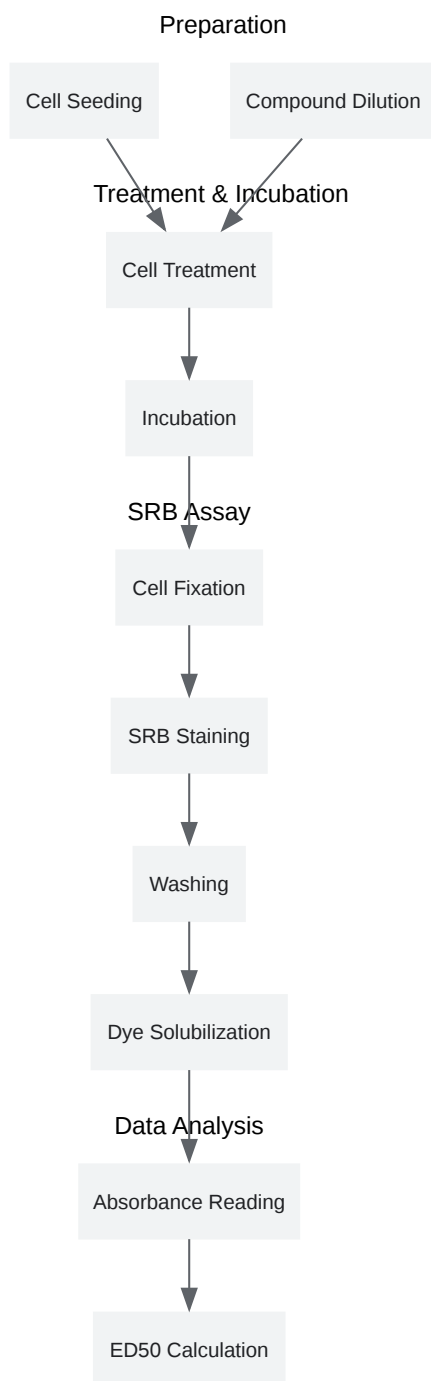 Preparation
Cell Seeding
Compound Dilution
Treatment & Incubation
Cell Treatment
Incubation
SRB Assay
Cell Fixation
SRB Staining
Washing
Dye Solubilization
Data Analysis
Absorbance Reading
ED50 Calculation